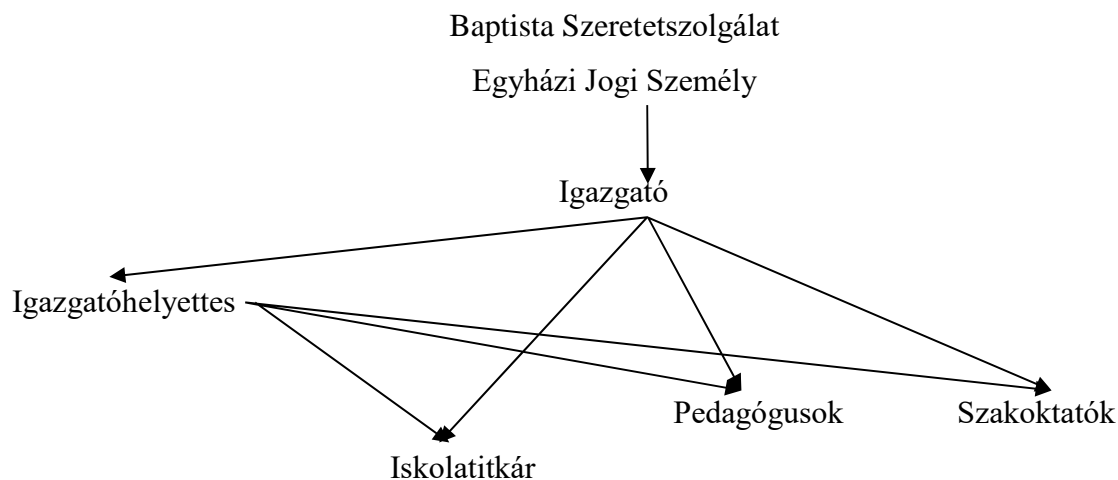 Baptista Szeretetszolgálat
Egyházi Jogi Személy
Igazgató
Igazgatóhelyettes
Pedagógusok
Szakoktatók
Iskolatitkár